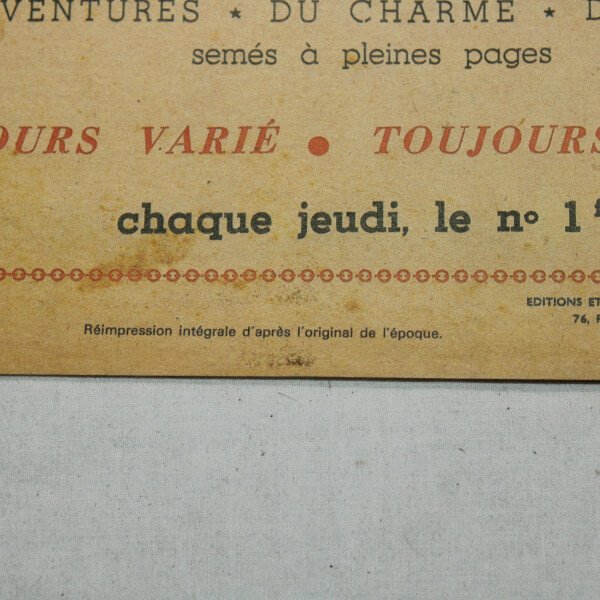 VENTURES ★ DU CHARME ★ D
semés à pleines pages
OURS VARIÉ ● TOUJOURS
chaque jeudi, le nº 1 f
EDITIONS ET
76, R
Réimpression intégrale d'après l'original de l'époque.